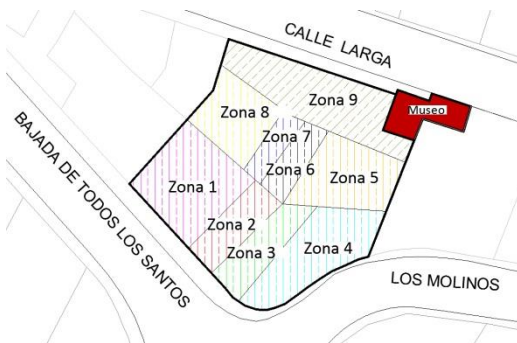 CALLE LARGA
Zona 9
Museo
Zona 8
Zona 7
Zona 6
Zona 5
Zona 1
Zona 2
Zona 3
Zona 4
BAJADA DE TODOS LOS SANTOS
LOS MOLINOS